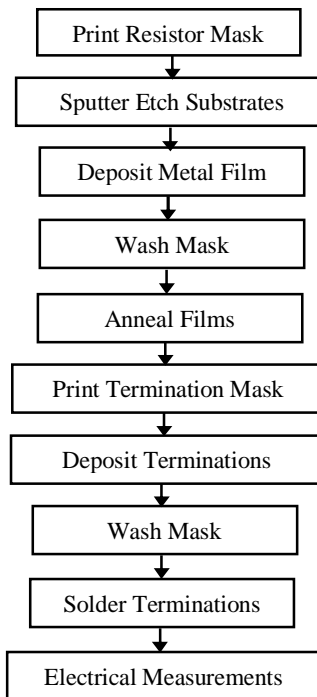 Print Resistor Mask
Sputter Etch Substrates
Deposit Metal Film
Wash Mask
Anneal Films
Print Termination Mask
Deposit Terminations
Wash Mask
Solder Terminations
Electrical Measurements